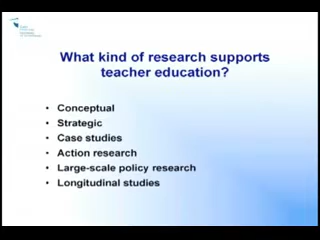 What kind of research supports
teacher education?
• Conceptual
• Strategic
• Case studies
• Action research
• Large-scale policy research
• Longitudinal studies